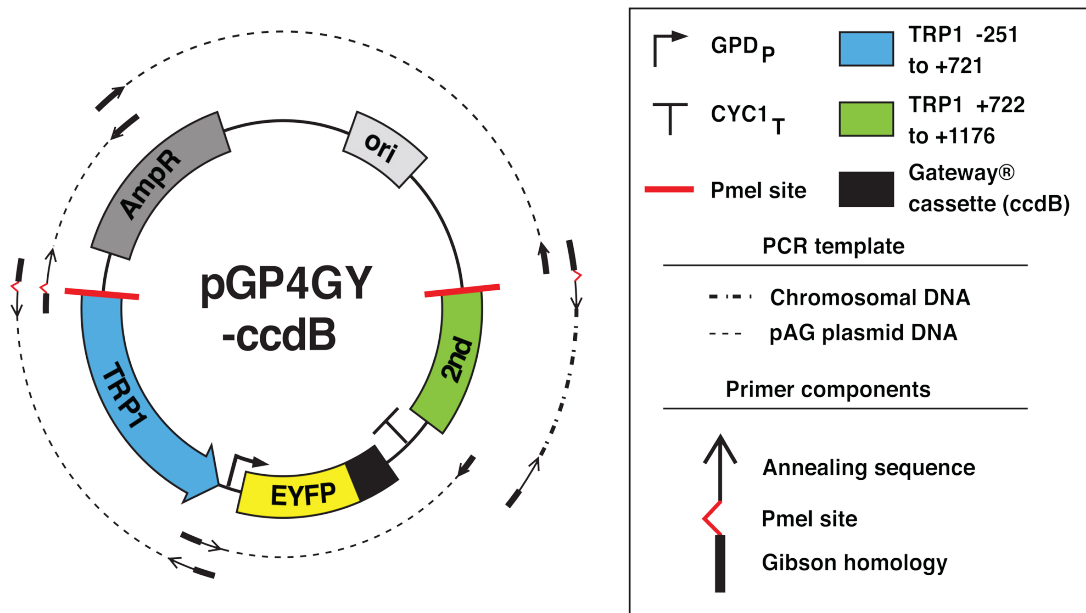 AmpR
ori
pGP4GY
-ccdB
TRP1
2nd
EYFP
GPD P
CYC1 T
PmeI site
TRP1 -251
to +721
TRP1 +722
to +1176
Gateway®
cassette (ccdB)
PCR template
Chromosomal DNA
pAG plasmid DNA
Primer components
Annealing sequence
PmeI site
Gibson homology